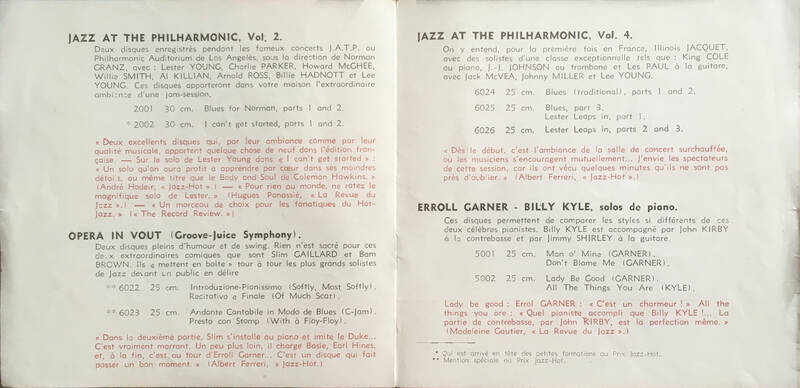 JAZZ AT THE PHILHARMONIC, Vol. 2.
Deux disques enregistrés pendant les fameux concerts J.A.T.P. au
Philharmonic Auditorium de Los Angelès, sous la direction de Norman
GRANZ, avec : Lester YOUNG, Charlie PARKER, Howard McGHEE,
Willie SMITH, Al KILLIAN, Arnold ROSS, Billie HADNOTT et Lee
YOUNG. Ces disques apporteront dans votre maison l'extraordinaire
ambiance d'une jam-session.
2001 30 cm. Blues for Norman, parts 1 and 2.
* 2002 30 cm. I can't get started, parts 1 and 2.
« Deux excellents disques qui, par leur ambiance comme par leur
qualité musicale, apportent quelque chose de neuf dans l'édition fran-
çaise. — Sur le solo de Lester Young dans « I can't get started » :
« Un solo qu'on aura profit à apprendre par cœur dans ses moindres
détails, au même titre que le Body and Soul de Coleman Hawkins. »
(André Hodeir, « Jazz-Hot ».) — « Pour rien au monde, ne ratez le
magnifique solo de Lester. » (Hugues Panassié, « La Revue du
Jazz ».) — « Un morceau de choix pour les fanatiques du Hot-
Jazz. » (« The Record Review. »)
OPERA IN VOUT (Groove-Juice Symphony).
Deux disques pleins d'humour et de swing. Rien n'est sacré pour ces
deux extraordinaires comiques que sont Slim GAILLARD et Bam
BROWN. Ils « mettent en boîte » tour à tour les plus grands solistes
de Jazz devant un public en délire
** 6022 25 cm. Introduzione-Pianissimo (Softly, Most Softly).
Recitativo e Finale (Of Much Scat).
** 6023 25 cm. Andante Cantabile in Modo de Blues (C-Jam).
Presto con Stomp (With a Floy-Floy).
« Dans la deuxième partie, Slim s'installe au piano et imite le Duke...
C'est vraiment marrant. Un peu plus loin, il charge Basie, Earl Hines,
et, à la fin, c'est au tour d'Erroll Garner... C'est un disque qui fait
passer un bon moment. » (Albert Ferreri, « Jazz-Hot.)
JAZZ AT THE PHILHARMONIC, Vol. 4.
On y entend, pour la première fois en France, Illinois JACQUET,
avec des solistes d'une classe exceptionnelle tels que : King COLE
au piano, J.-J. JOHNSON au trombone et Les PAUL à la guitare,
avec Jack McVEA, Johnny MILLER et Lee YOUNG.
6024 25 cm. Blues (traditional), parts 1 and 2.
6025 25 cm. Blues, part 3.
Lester Leaps in, part 1.
6026 25 cm. Lester Leaps in, parts 2 and 3.
« Dès le début, c'est l'ambiance de la salle de concert surchauffée,
où les musiciens s'encouragent mutuellement... J'envie les spectateurs
de cette session, car ils ont vécu quelques minutes qu'ils ne sont pas
près d'oublier. » (Albert Ferreri, « Jazz-Hot ».)
ERROLL GARNER - BILLY KYLE, solos de piano.
Ces disques permettent de comparer les styles si différents de ces
deux célèbres pianistes. Billy KYLE est accompagné par John KIRBY
à la contrebasse et par Jimmy SHIRLEY à la guitare.
5001 25 cm. Man o' Mine (GARNER).
Don't Blame Me (GARNER).
5002 25 cm. Lady Be Good (GARNER).
All The Things You Are (KYLE).
Lady be good : Errol GARNER : « C'est un charmeur ! » All the
things you are : « Quel pianiste accompli que Billy KYLE !... La
partie de contrebasse, par John KIRBY, est la perfection même. »
(Madeleine Gautier, « La Revue du Jazz ».)
* Qui est arrivé en tête des petites formations au Prix Jazz-Hot.
** Mention spéciale au Prix Jazz-Hot.